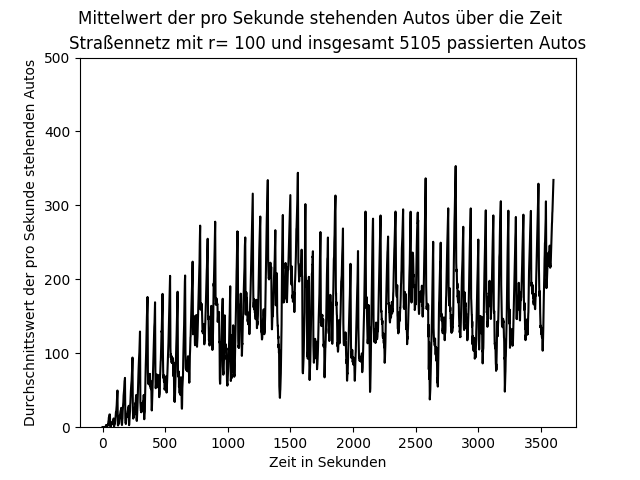 Mittelwert der pro Sekunde stehenden Autos über die Zeit
Straßennetz mit r= 100 und insgesamt 5105 passierten Autos
Durchschnittswert der pro Sekunde stehenden Autos
500
400
300
200
100
0
0 500 1000 1500 2000 2500 3000 3500
Zeit in Sekunden